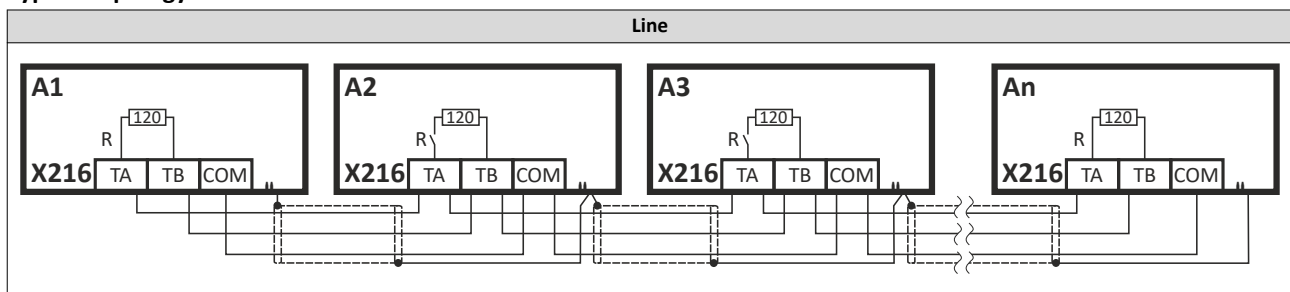 Line
A1 A2 A3 An
120 120 120 120
R R R R
X216 TA TB COM X216 TA TB COM X216 TA TB COM X216 TA TB COM